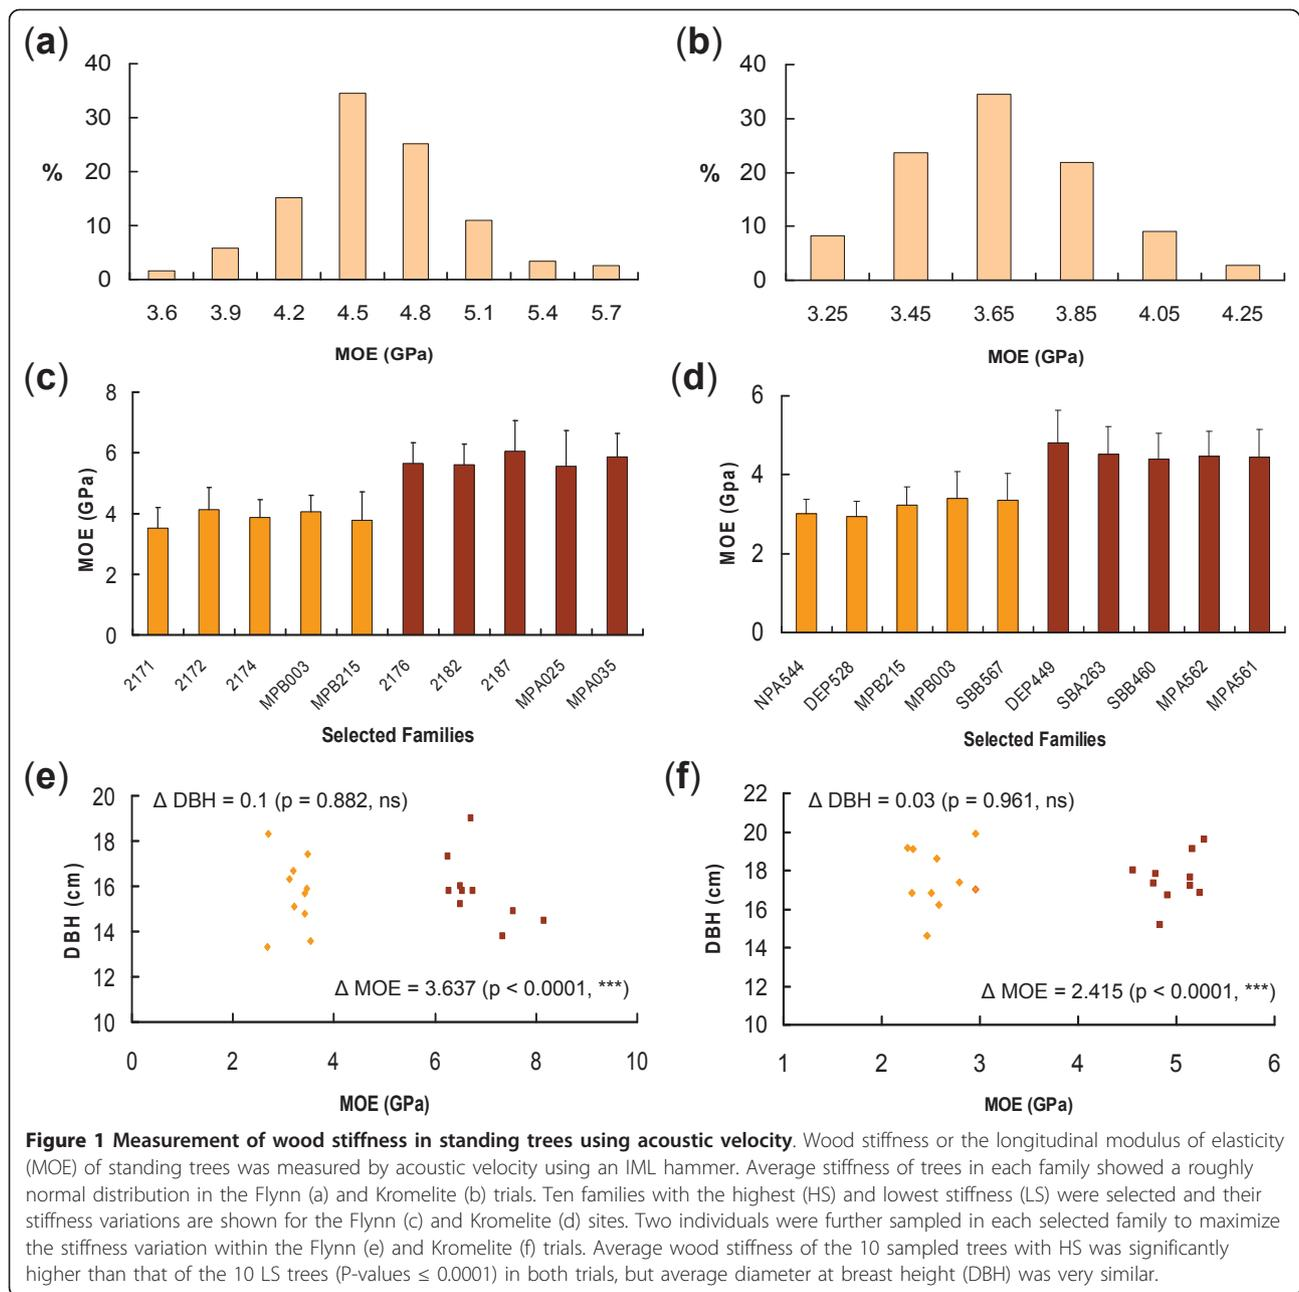 (a)
40
30
%
20
10
0
3.6 3.9 4.2 4.5 4.8 5.1 5.4 5.7
MOE (GPa)
(b)
40
30
%
20
10
0
3.25 3.45 3.65 3.85 4.05 4.25
MOE (GPa)
(c)
8
6
4
2
0
MOE (GPa)
2171 2172 2174 MPB003 MPB215 2176 2182 2187 MPA025 MPA035
Selected Families
(d)
6
4
2
0
MOE (Gpa)
NPA544 DEP528 MPB215 MPB003 SBB567 DEP449 SBA263 SBB460 MPA562 MPA561
Selected Families
(e)
20
18
16
14
12
10
DBH (cm)
Δ DBH = 0.1 (p = 0.882, ns)
Δ MOE = 3.637 (p < 0.0001, ***)
0 2 4 6 8 10
MOE (GPa)
(f)
22
20
18
16
14
12
10
DBH (cm)
Δ DBH = 0.03 (p = 0.961, ns)
Δ MOE = 2.415 (p < 0.0001, ***)
1 2 3 4 5 6
MOE (GPa)
Figure 1 Measurement of wood stiffness in standing trees using acoustic velocity. Wood stiffness or the longitudinal modulus of elasticity
(MOE) of standing trees was measured by acoustic velocity using an IML hammer. Average stiffness of trees in each family showed a roughly
normal distribution in the Flynn (a) and Kromelite (b) trials. Ten families with the highest (HS) and lowest stiffness (LS) were selected and their
stiffness variations are shown for the Flynn (c) and Kromelite (d) sites. Two individuals were further sampled in each selected family to maximize
the stiffness variation within the Flynn (e) and Kromelite (f) trials. Average wood stiffness of the 10 sampled trees with HS was significantly
higher than that of the 10 LS trees (P-values ≤ 0.0001) in both trials, but average diameter at breast height (DBH) was very similar.